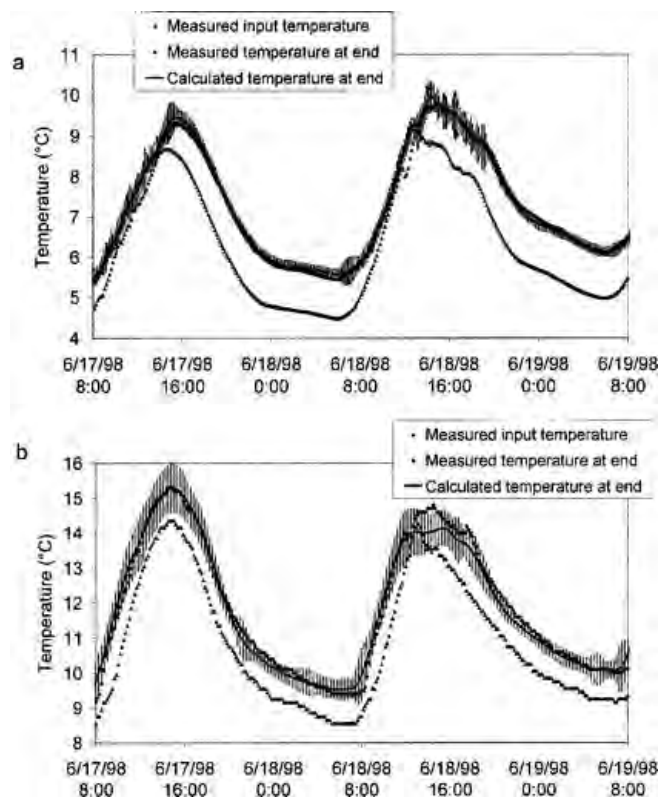 Measured input temperature
Measured temperature at end
Calculated temperature at end
a
11
10
9
8
7
6
5
4
Temperature (°C)
6/17/98 6/17/98 6/18/98 6/18/98 6/18/98 6/19/98 6/19/98
8:00 16:00 0:00 8:00 16:00 0:00 8:00
b
Measured input temperature
Measured temperature at end
Calculated temperature at end
16
15
14
13
12
11
10
9
8
Temperature (°C)
6/17/98 6/17/98 6/18/98 6/18/98 6/18/98 6/19/98 6/19/98
8:00 16:00 0:00 8:00 16:00 0:00 8:00